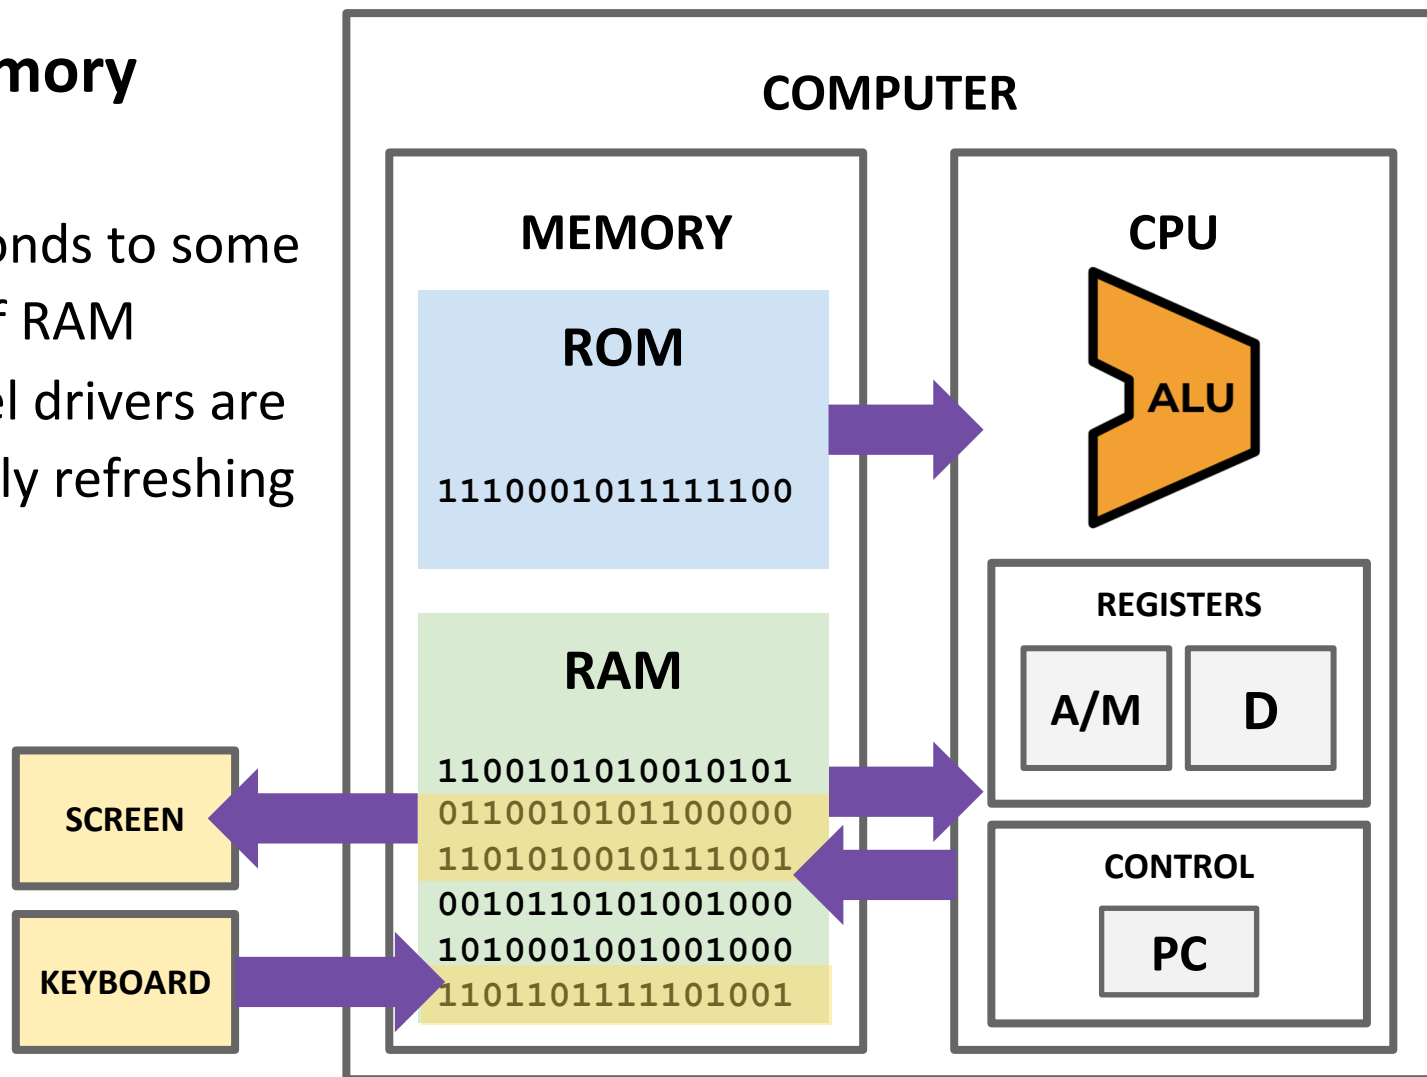 mory
onds to some
f RAM
el drivers are
ly refreshing
COMPUTER
MEMORY
ROM
1110001011111100
RAM
1100101010010101
0110010101100000
1101010010111001
0010110101001000
1010001001001000
1101101111101001
SCREEN
KEYBOARD
CPU
ALU
REGISTERS
A/M
D
CONTROL
PC